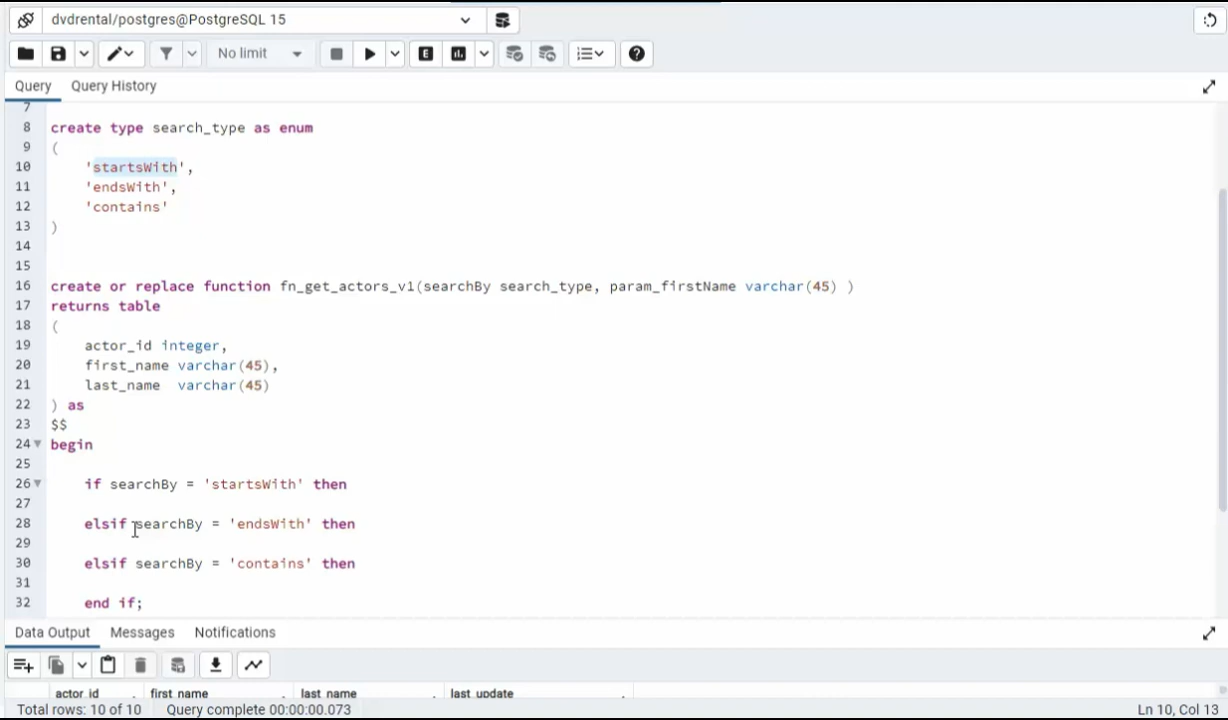 dvdrental/postgres@PostgreSQL 15
No limit
E
Query Query History
7
8 create type search_type as enum
9 (
10 'startsWith',
11 'endsWith',
12 'contains'
13 )
14
15
16 create or replace function fn_get_actors_v1(searchBy search_type, param_firstName varchar(45) )
17 returns table
18 (
19 actor_id integer,
20 first_name varchar(45),
21 last_name  varchar(45)
22 ) as
23 $$
24 begin
25
26 if searchBy = 'startsWith' then
27
28 elsif searchBy = 'endsWith' then
29
30 elsif searchBy = 'contains' then
31
32 end if;
Data Output Messages Notifications
actor_id first_name last_name last_update
Total rows: 10 of 10 Query complete 00:00:00.073 Ln 10, Col 13